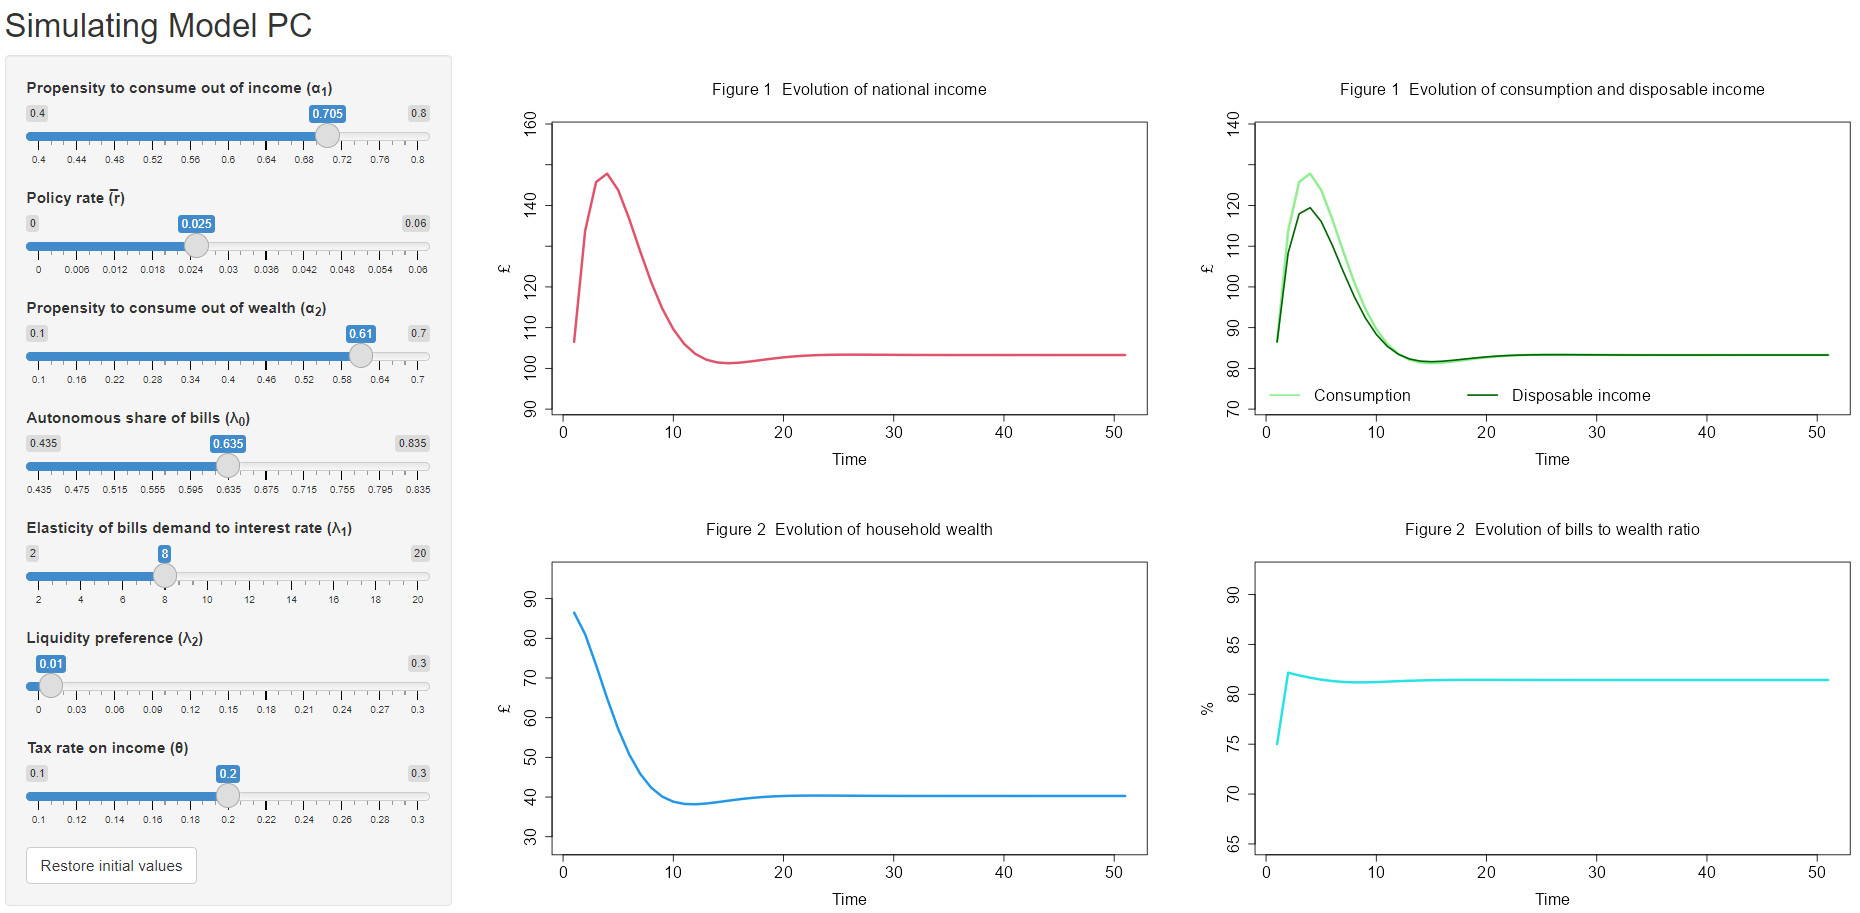 Simulating Model PC
Propensity to consume out of income (α1)
0.4 0.705 0.8
0.4 0.44 0.48 0.52 0.56 0.6 0.64 0.68 0.72 0.76 0.8
Policy rate (r̅)
0 0.025 0.06
0 0.006 0.012 0.018 0.024 0.03 0.036 0.042 0.048 0.054 0.06
Propensity to consume out of wealth (α2)
0.1 0.61 0.7
0.1 0.16 0.22 0.28 0.34 0.4 0.46 0.52 0.58 0.64 0.7
Autonomous share of bills (λ0)
0.435 0.635 0.835
0.435 0.475 0.515 0.555 0.595 0.635 0.675 0.715 0.755 0.795 0.835
Elasticity of bills demand to interest rate (λ1)
2 8 20
2 4 6 8 10 12 14 16 18 20
Liquidity preference (λ2)
0.01 0.3
0 0.03 0.06 0.09 0.12 0.15 0.18 0.21 0.24 0.27 0.3
Tax rate on income (θ)
0.1 0.2 0.3
0.1 0.12 0.14 0.16 0.18 0.2 0.22 0.24 0.26 0.28 0.3
Restore initial values
Figure 1 Evolution of national income
£
160
140
120
110
100
90
0 10 20 30 40 50
Time
Figure 1 Evolution of consumption and disposable income
£
140
120
110
100
90
80
70
Consumption Disposable income
0 10 20 30 40 50
Time
Figure 2 Evolution of household wealth
£
90
80
70
60
50
40
30
0 10 20 30 40 50
Time
Figure 2 Evolution of bills to wealth ratio
%
90
85
80
75
70
65
0 10 20 30 40 50
Time